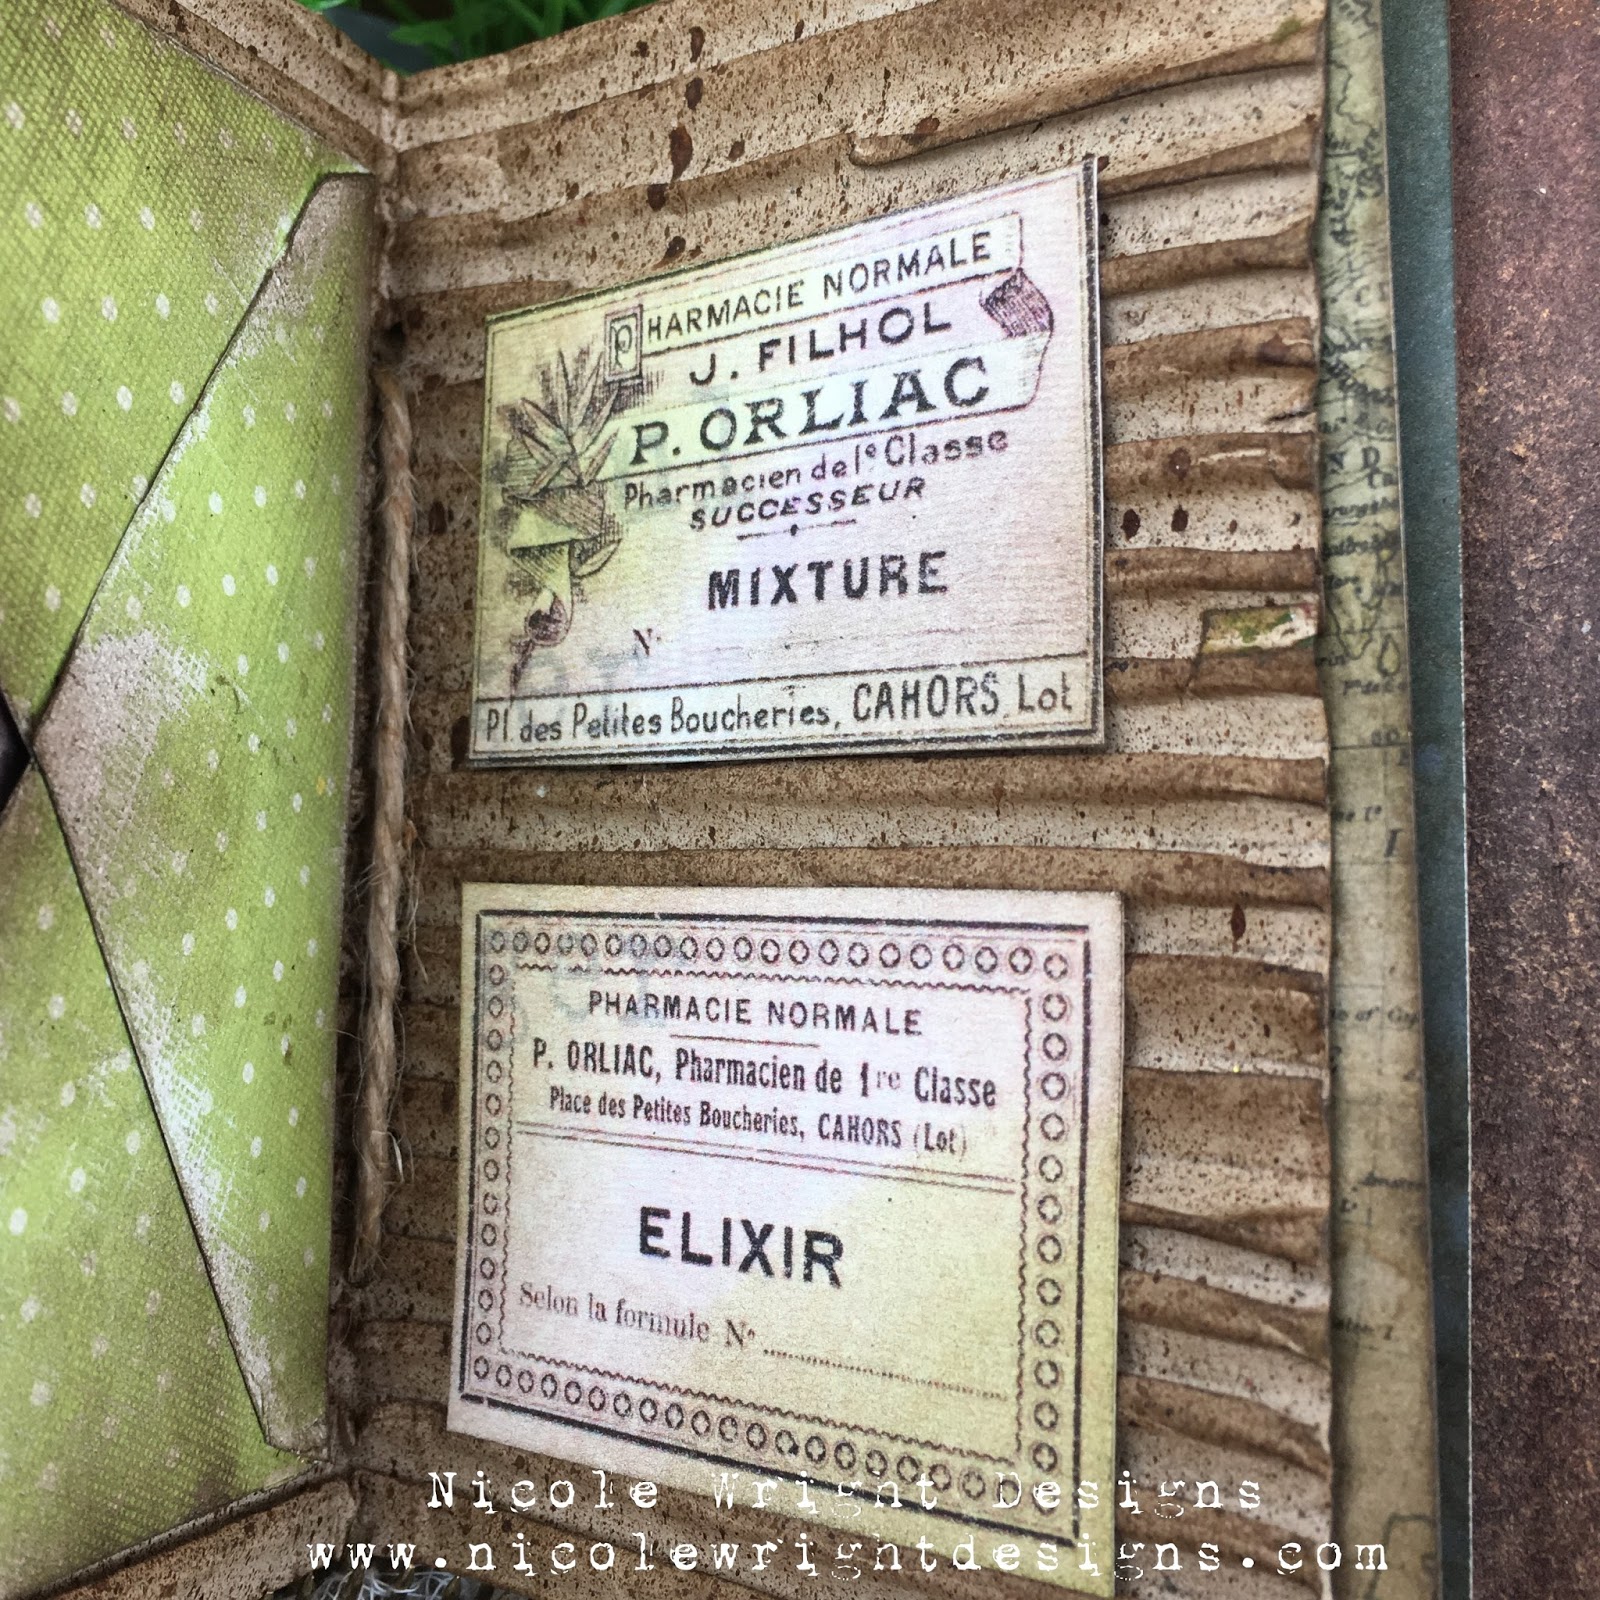 PHARMACIE NORMALE
J. FILHOL
P. ORLIAC
Pharmacien de 1e Classe
SUCCESSEUR
MIXTURE
No
Pl. des Petites Boucheries, CAHORS Lot
PHARMACIE NORMALE
P. ORLIAC, Pharmacien de 1re Classe
Place des Petites Boucheries, CAHORS (Lot)
ELIXIR
Selon la formule No
Nicole Wright Designs
www.nicolewrightdesigns.com